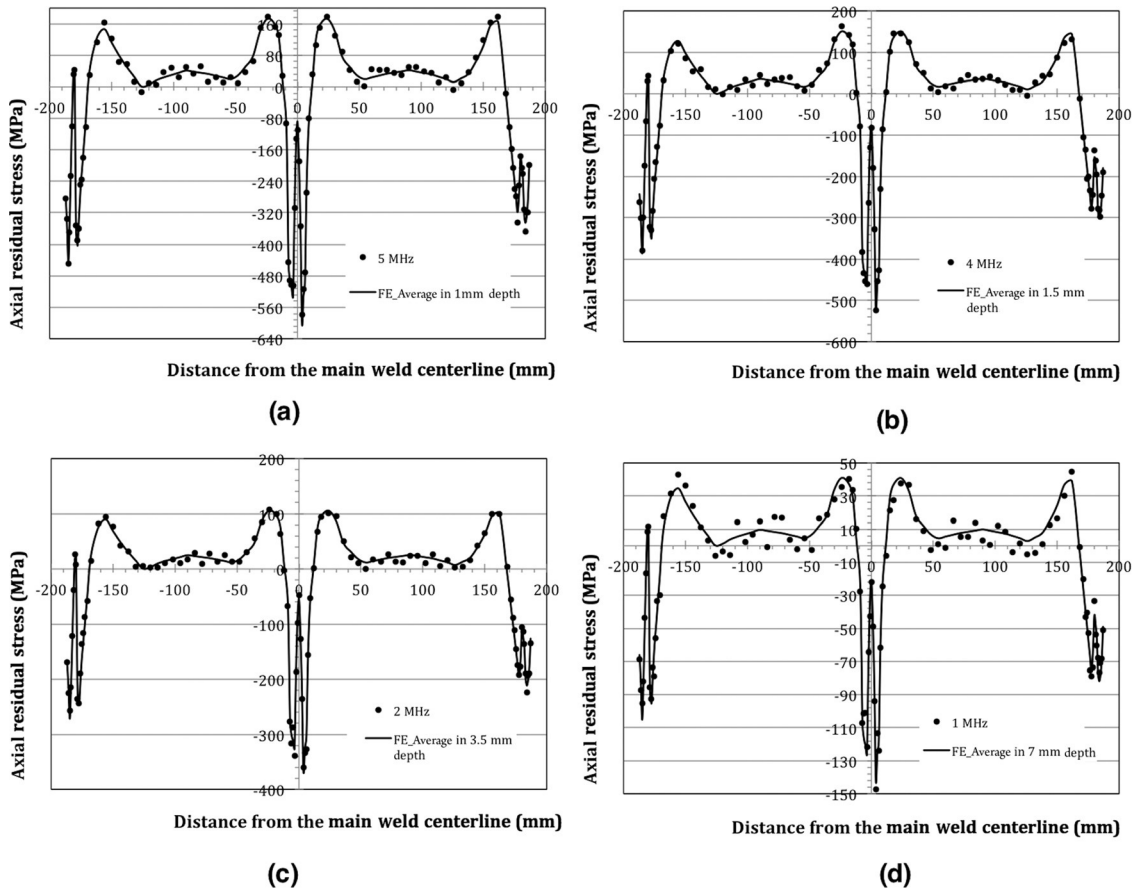 160
80
0
-80
-160
-240
-320
-400
-480
-560
-640
-200 -150 -100 -50 0 50 100 150 200
Axial residual stress (MPa)
5 MHz
FE_Average in 1mm depth
Distance from the main weld centerline (mm)
(a)
200
100
0
-100
-200
-300
-400
-500
-600
-200 -150 -100 -50 0 50 100 150 200
Axial residual stress (MPa)
4 MHz
FE_Average in 1.5 mm
depth
Distance from the main weld centerline (mm)
(b)
200
100
0
-100
-200
-300
-400
-200 -150 -100 -50 0 50 100 150 200
Axial residual stress (MPa)
2 MHz
FE_Average in 3.5 mm
depth
Distance from the main weld centerline (mm)
(c)
50
30
10
-10
-30
-50
-70
-90
-110
-130
-150
-200 -150 -100 -50 0 50 100 150 200
Axial residual stress (MPa)
1 MHz
FE_Average in 7 mm depth
Distance from the main weld centerline (mm)
(d)